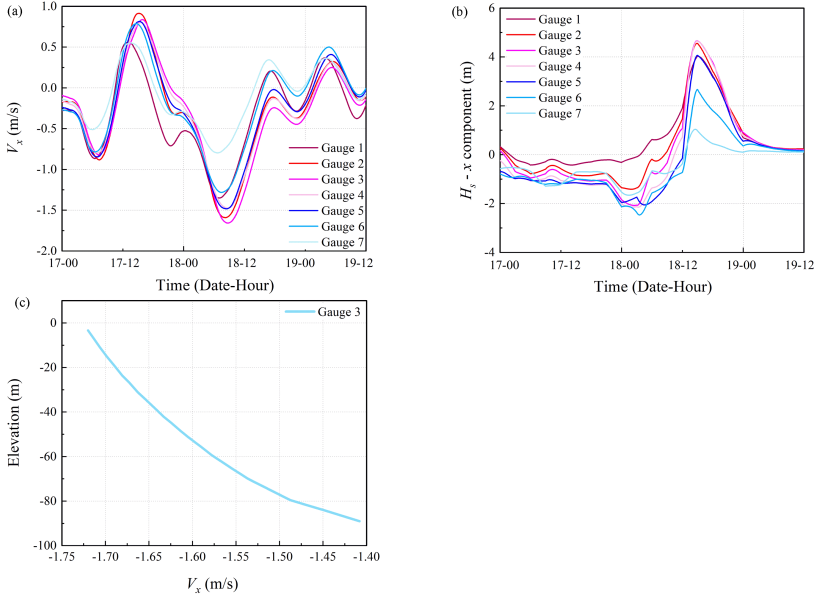 (a)
1.0
0.5
0.0
-0.5
-1.0
-1.5
-2.0
Vx (m/s)
Gauge 1
Gauge 2
Gauge 3
Gauge 4
Gauge 5
Gauge 6
Gauge 7
17-00 17-12 18-00 18-12 19-00 19-12
Time (Date-Hour)
(b)
6
4
2
0
-2
-4
Hs - x component (m)
Gauge 1
Gauge 2
Gauge 3
Gauge 4
Gauge 5
Gauge 6
Gauge 7
17-00 17-12 18-00 18-12 19-00 19-12
Time (Date-Hour)
(c)
Gauge 3
0
-20
-40
-60
-80
-100
Elevation (m)
-1.75 -1.70 -1.65 -1.60 -1.55 -1.50 -1.45 -1.40
Vx (m/s)